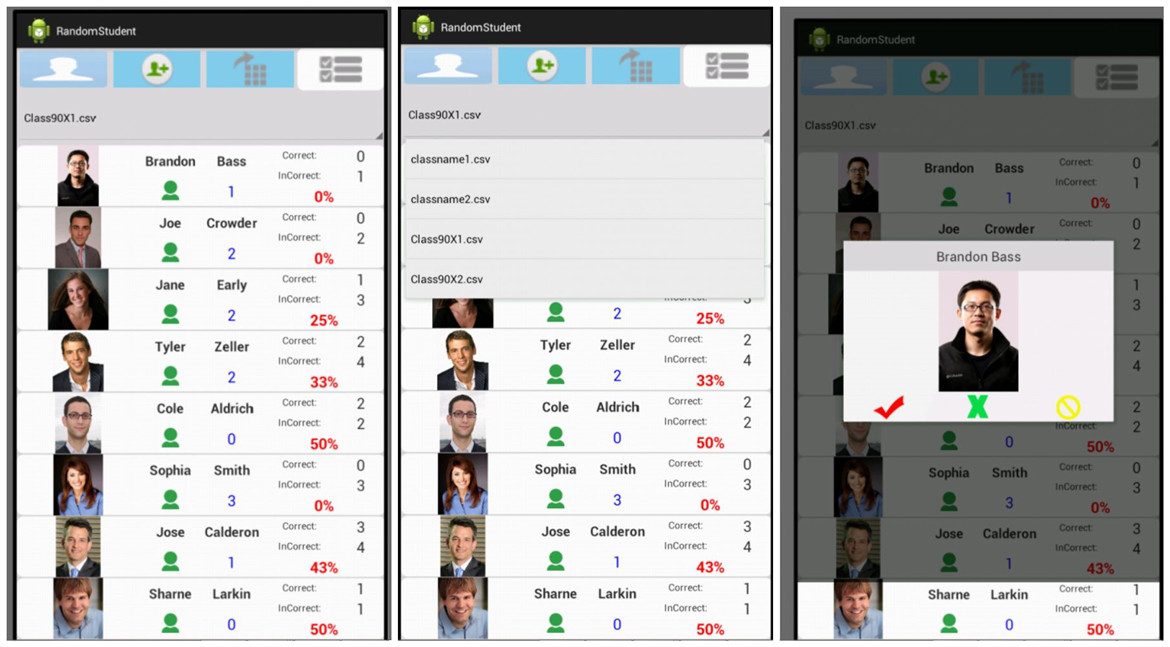 RandomStudent
Class90X1.csv
Brandon Bass Correct: 0
1 InCorrect: 1
0%
Joe Crowder Correct: 0
2 InCorrect: 2
0%
Jane Early Correct: 1
2 InCorrect: 3
25%
Tyler Zeller Correct: 2
2 InCorrect: 4
33%
Cole Aldrich Correct: 2
0 InCorrect: 2
50%
Sophia Smith Correct: 0
3 InCorrect: 3
0%
Jose Calderon Correct: 3
1 InCorrect: 4
43%
Sharne Larkin Correct: 1
0 InCorrect: 1
50%
RandomStudent
Class90X1.csv
classname1.csv
classname2.csv
Class90X1.csv
Class90X2.csv
2 InCorrect: 3
25%
Tyler Zeller Correct: 2
2 InCorrect: 4
33%
Cole Aldrich Correct: 2
0 InCorrect: 2
50%
Sophia Smith Correct: 0
3 InCorrect: 3
0%
Jose Calderon Correct: 3
1 InCorrect: 4
43%
Sharne Larkin Correct: 1
0 InCorrect: 1
50%
RandomStudent
Class90X1.csv
Brandon Bass Correct: 0
1 InCorrect: 1
0%
Joe Crowder Correct: 0
2
Brandon Bass
1
3
2
4
2
0 2
50%
Sophia Smith Correct: 0
3 InCorrect: 3
0%
Jose Calderon Correct: 3
1 InCorrect: 4
43%
Sharne Larkin Correct: 1
0 InCorrect: 1
50%